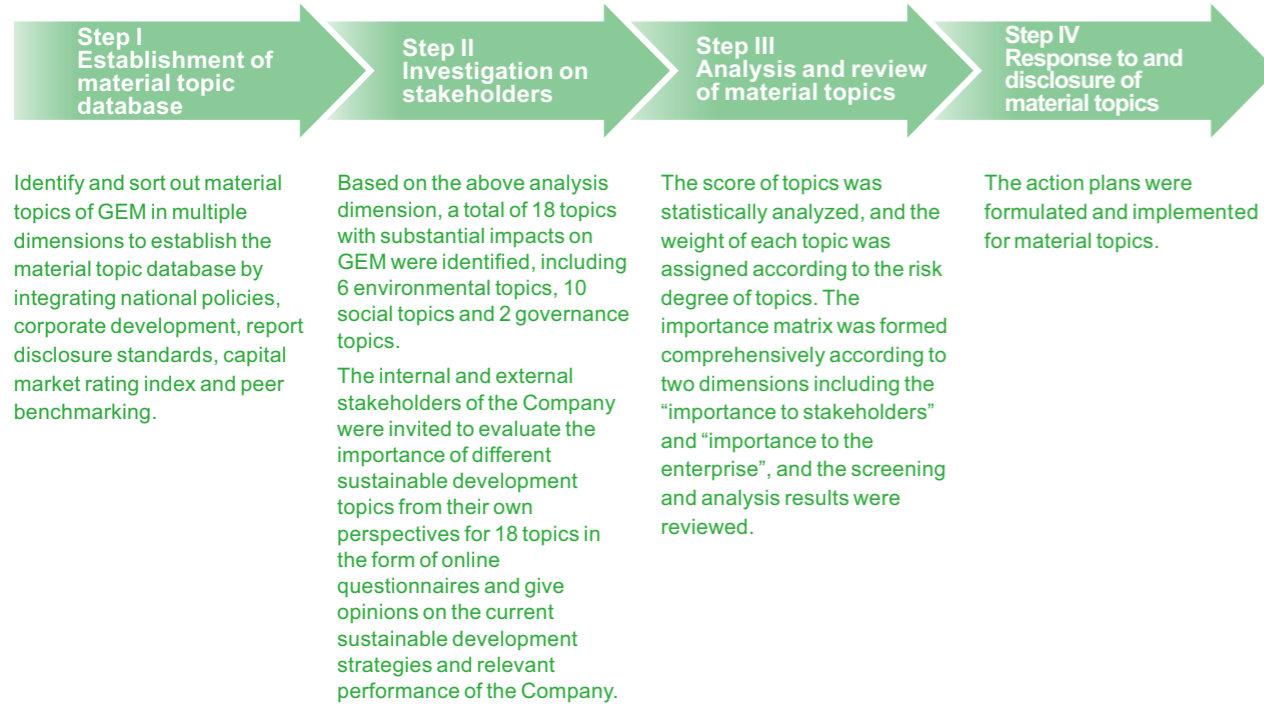 Step I
Establishment of
material topic
database
Step II
Investigation on
stakeholders
Step III
Analysis and review
of material topics
Step IV
Response to and
disclosure of
material topics
Identify and sort out material
topics of GEM in multiple
dimensions to establish the
material topic database by
integrating national policies,
corporate development, report
disclosure standards, capital
market rating index and peer
benchmarking.
Based on the above analysis
dimension, a total of 18 topics
with substantial impacts on
GEM were identified, including
6 environmental topics, 10
social topics and 2 governance
topics.
The internal and external
stakeholders of the Company
were invited to evaluate the
importance of different
sustainable development
topics from their own
perspectives for 18 topics in
the form of online
questionnaires and give
opinions on the current
sustainable development
strategies and relevant
performance of the Company.
The score of topics was
statistically analyzed, and the
weight of each topic was
assigned according to the risk
degree of topics. The
importance matrix was formed
comprehensively according to
two dimensions including the
“importance to stakeholders”
and “importance to the
enterprise”, and the screening
and analysis results were
reviewed.
The action plans were
formulated and implemented
for material topics.